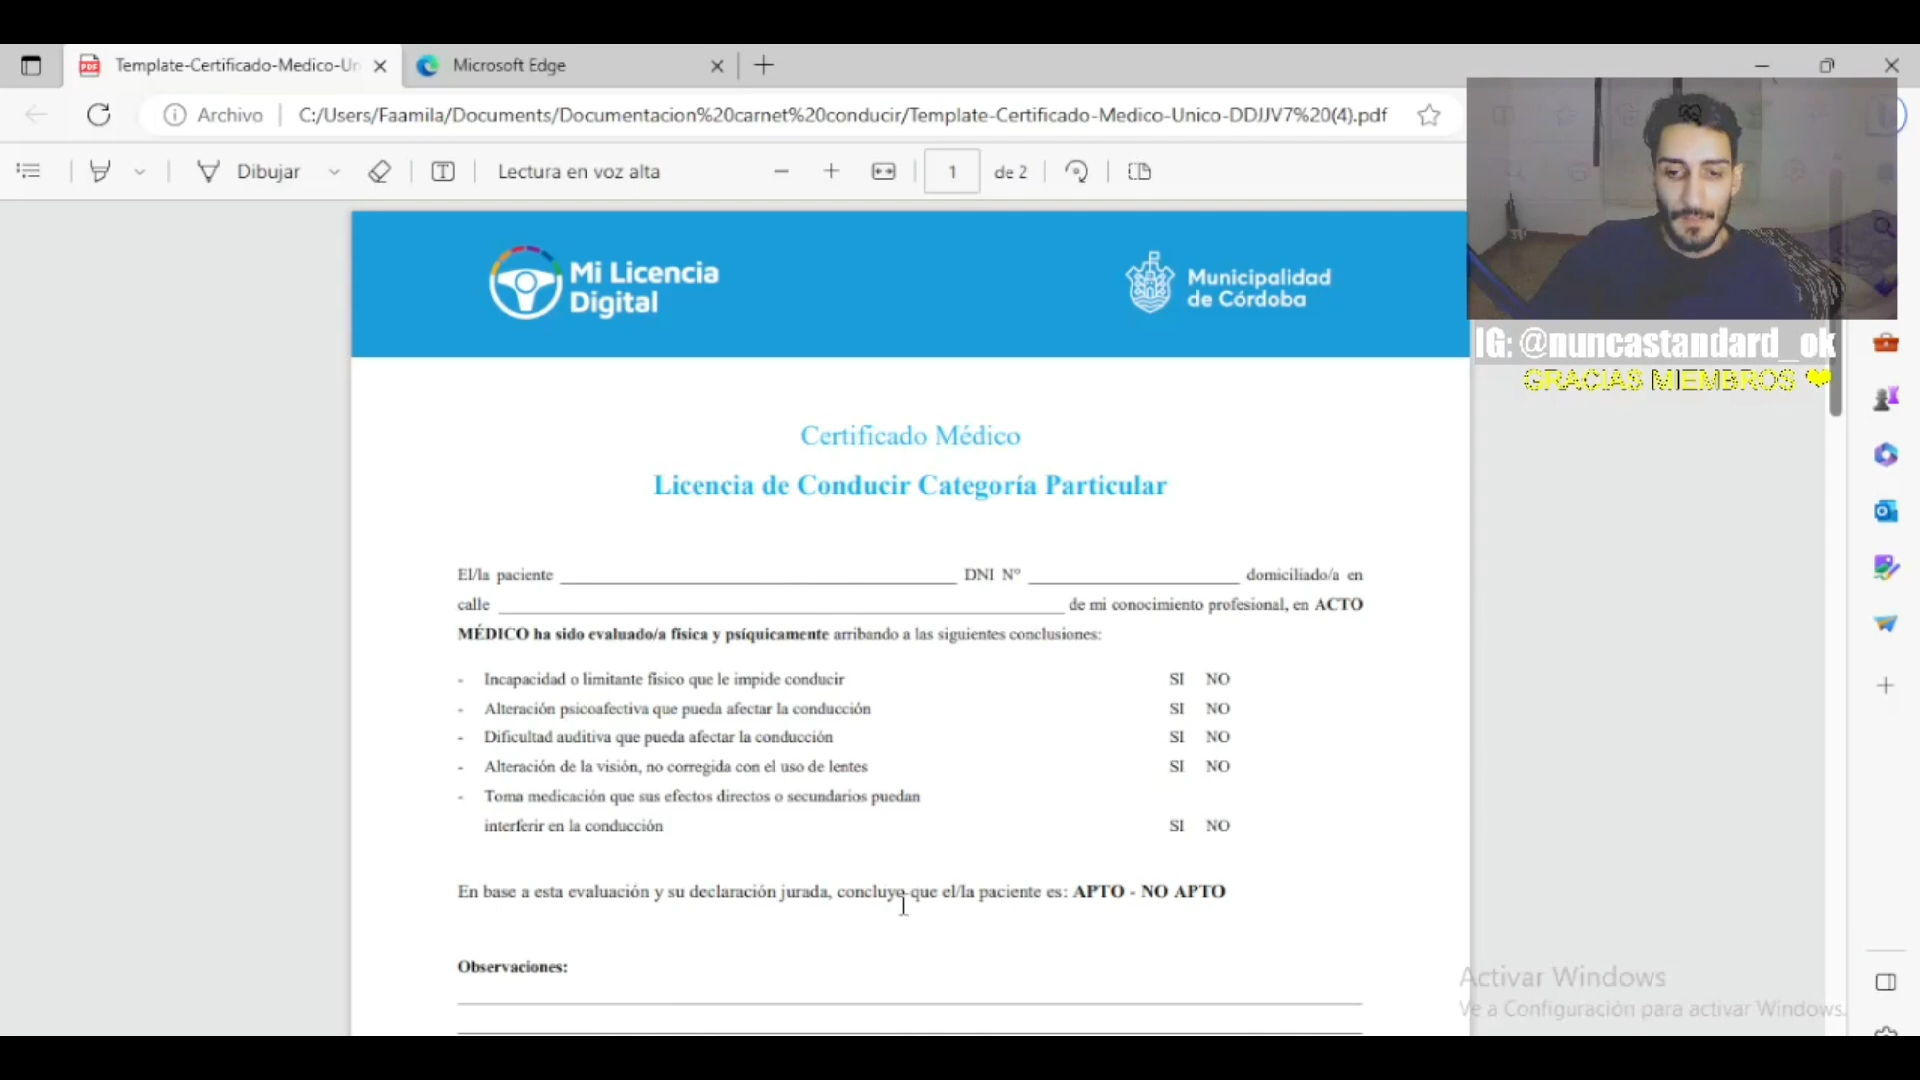 Template-Certificado-Medico-Un
Microsoft Edge
Archivo
C:/Users/Faamila/Documents/Documentacion%20carnet%20conducir/Template-Certificado-Medico-Unico-DDJJV7%20(4).pdf
Dibujar
Lectura en voz alta
1
de 2
Mi Licencia
Digital
Municipalidad
de Córdoba
IG: @nuncastandard_ok
GRACIAS MIEMBROS
Certificado Médico
Licencia de Conducir Categoría Particular
El/la paciente ____ DNI Nº ____ domiciliado/a en
calle ____ de mi conocimiento profesional, en ACTO
MÉDICO ha sido evaluado/a física y psíquicamente arribando a las siguientes conclusiones:
- Incapacidad o limitante físico que le impide conducir SI NO
- Alteración psicoafectiva que pueda afectar la conducción SI NO
- Dificultad auditiva que pueda afectar la conducción SI NO
- Alteración de la visión, no corregida con el uso de lentes SI NO
- Toma medicación que sus efectos directos o secundarios puedan
interferir en la conducción SI NO
En base a esta evaluación y su declaración jurada, concluyo que el/la paciente es: APTO - NO APTO
Observaciones:
Activar Windows
Ve a Configuración para activar Windows.